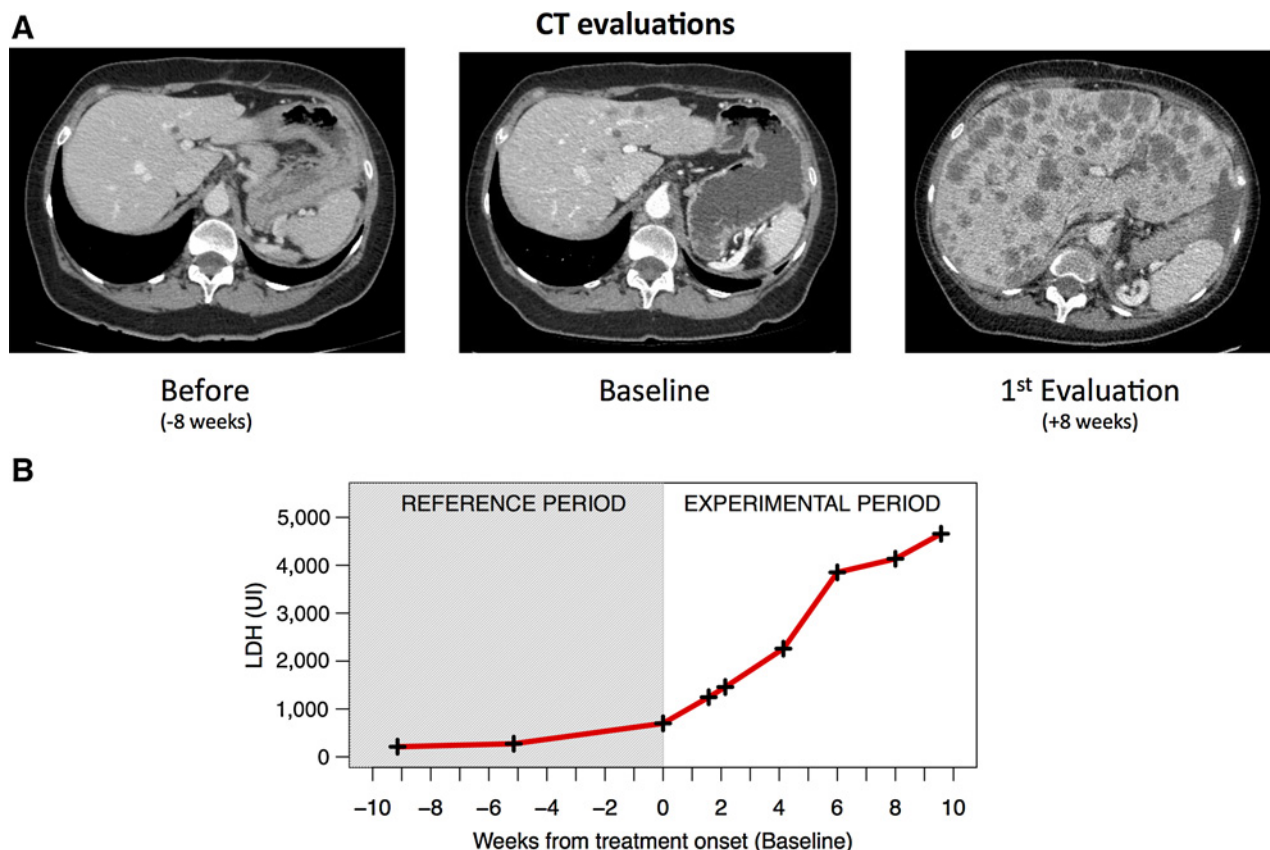 A
CT evaluations
Before
(-8 weeks)
Baseline
1st Evaluation
(+8 weeks)
B
REFERENCE PERIOD
EXPERIMENTAL PERIOD
LDH (UI)
5,000
4,000
3,000
2,000
1,000
0
−10 −8 −6 −4 −2 0 2 4 6 8 10
Weeks from treatment onset (Baseline)